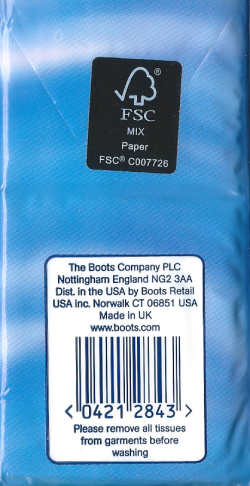 FSC
MIX
Paper
FSC® C007726
The Boots Company PLC
Nottingham England NG2 3AA
Dist. in the USA by Boots Retail
USA inc. Norwalk CT 06851 USA
Made in UK
www.boots.com
<0421 2843>
Please remove all tissues
from garments before
washing